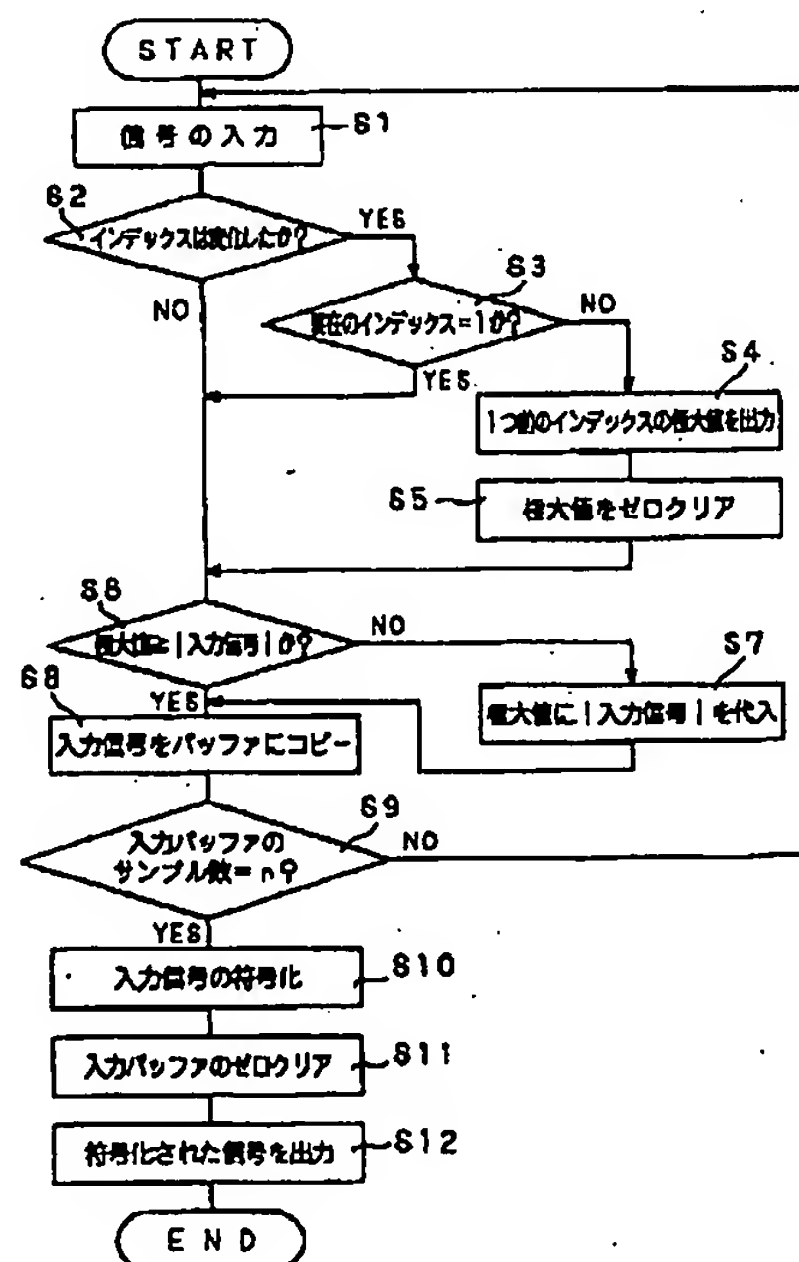 START
信号の入力
S1
S2
インデックスは変化したか?
YES
NO
S3
現在のインデックス=1か?
NO
YES
S4
1つ前のインデックスの極大値を出力
S5
極大値をゼロクリア
S6
極大値≧|入力信号|か?
NO
YES
S7
極大値に|入力信号|を代入
S8
入力信号をバッファにコピー
S9
入力バッファの
サンプル数=n?
NO
YES
入力信号の符号化
S10
入力バッファのゼロクリア
S11
符号化された信号を出力
S12
END